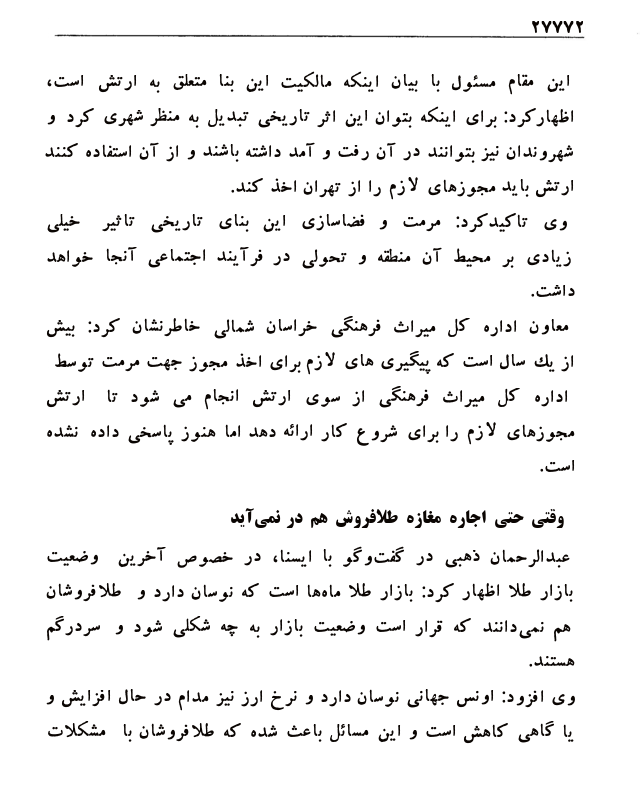 ۲۷۷۷۲
این مقام مسئول با بیان اینکه مالکیت این بنا متعلق به ارتش است،
اظهارکرد: برای اینکه بتوان این اثر تاریخی تبدیل به منظر شهری کرد و
شهروندان نیز بتوانند در آن رفت و آمد داشته باشند و از آن استفاده کنند
ارتش باید مجوزهای لازم را از تهران اخذ کند.
وی تاکیدکرد: مرمت و فضاسازی این بنای تاریخی تاثیر خیلی
زیادی بر محیط آن منطقه و تحولی در فرآیند اجتماعی آنجا خواهد
داشت.
معاون اداره کل میراث فرهنگی خراسان شمالی خاطرنشان کرد: بیش
از یك سال است که پیگیری های لازم برای اخذ مجوز جهت مرمت توسط
اداره کل میراث فرهنگی از سوی ارتش انجام می شود تا ارتش
مجوزهای لازم را برای شروع کار ارائه دهد اما هنوز پاسخی داده نشده
است.
وقتی حتی اجاره مغازه طلافروش هم در نمی‌آید
عبدالرحمان ذهبی در گفت‌وگو با ایسنا، در خصوص آخرین وضعیت
بازار طلا اظهار کرد: بازار طلا ماه‌ها است که نوسان دارد و طلافروشان
هم نمی‌دانند که قرار است وضعیت بازار به چه شکلی شود و سردرگم
هستند.
وی افزود: اونس جهانی نوسان دارد و نرخ ارز نیز مدام در حال افزایش و
یا گاهی کاهش است و این مسائل باعث شده که طلافروشان با مشکلات